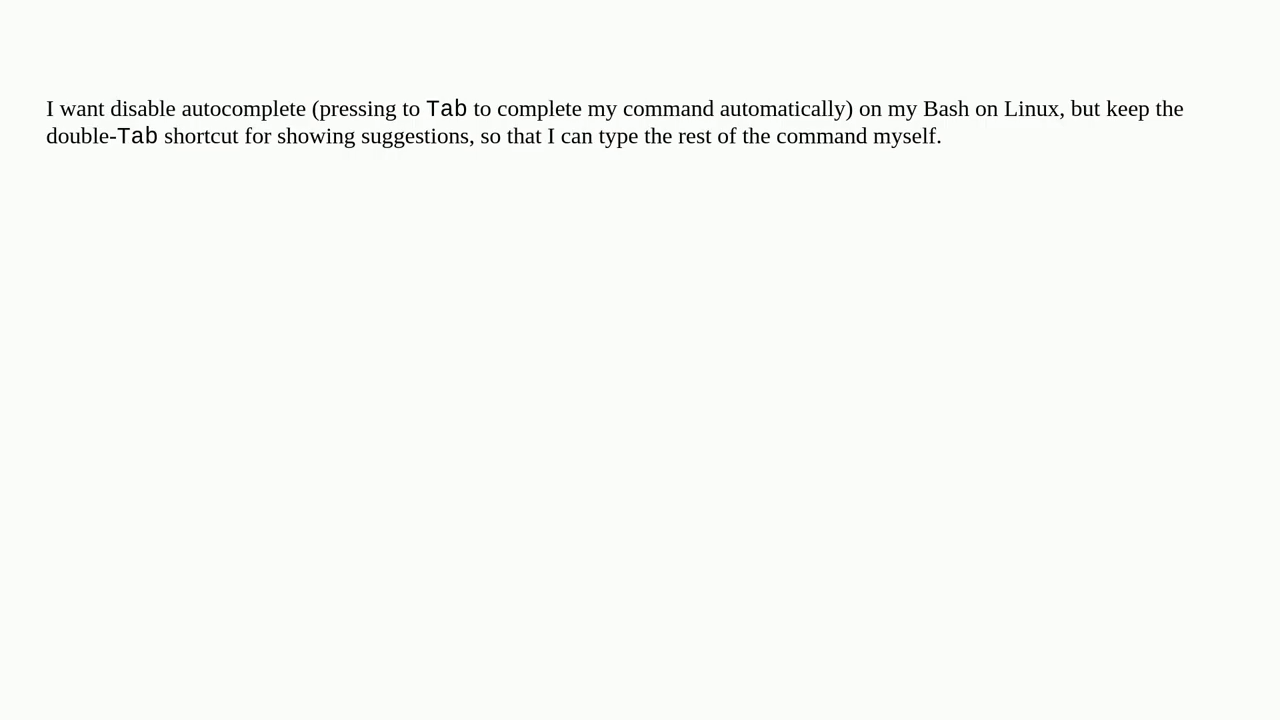 I want disable autocomplete (pressing to Tab to complete my command automatically) on my Bash on Linux, but keep the
double-Tab shortcut for showing suggestions, so that I can type the rest of the command myself.